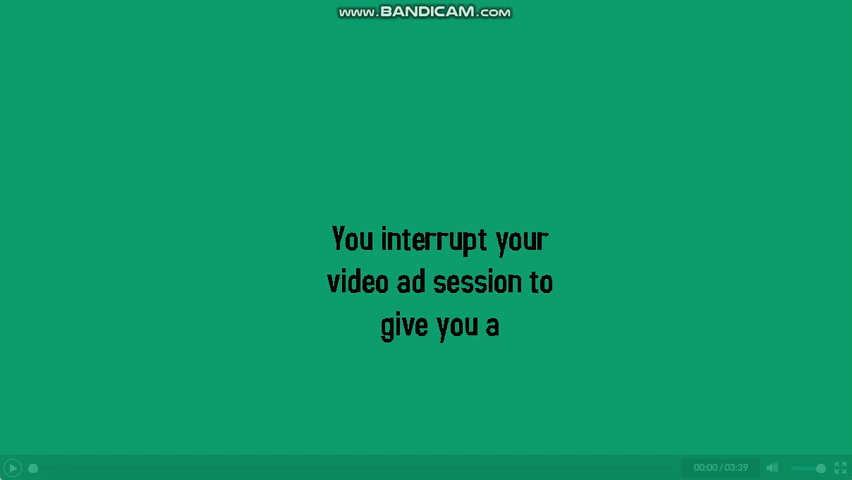 www.BANDICAM.com
You interrupt your
video ad session to
give you a
00:00 / 03:39